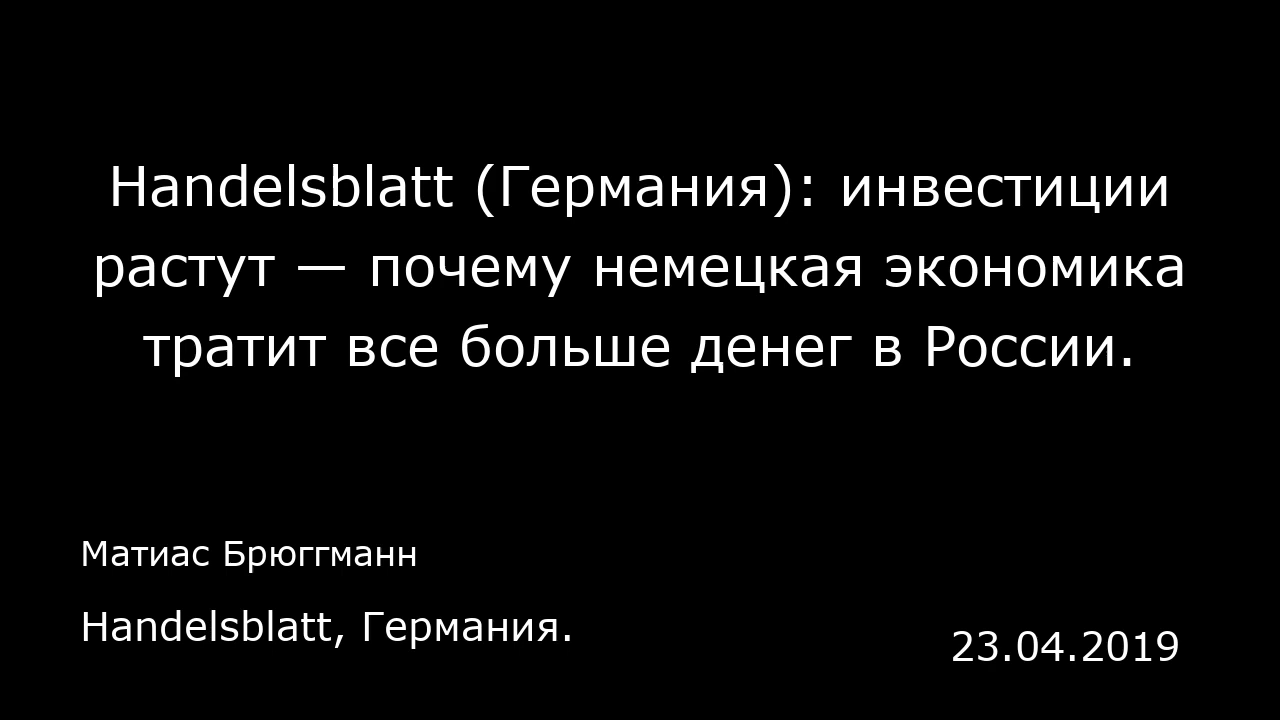 Handelsblatt (Германия): инвестиции
растут — почему немецкая экономика
тратит все больше денег в России.
Матиас Брюггманн
Handelsblatt, Германия.
23.04.2019